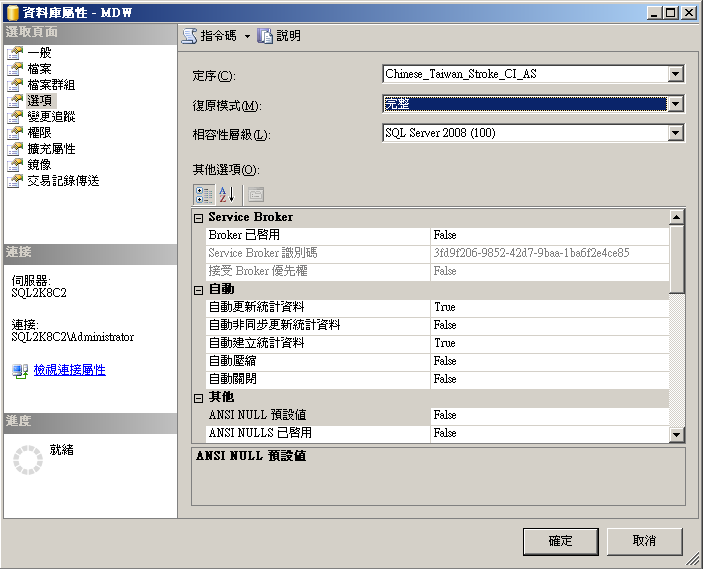 資料庫屬性 - MDW
選取頁面
一般
檔案
檔案群組
選項
變更追蹤
權限
擴充屬性
鏡像
交易記錄傳送
連接
伺服器:
SQL2K8C2
連接:
SQL2K8C2\Administrator
檢視連接屬性
進度
就緒
指令碼
說明
定序(C):
Chinese_Taiwan_Stroke_CI_AS
復原模式(M):
完整
相容性層級(L):
SQL Server 2008 (100)
其他選項(O):
Service Broker
Broker 已啓用 False
Service Broker 識別碼 3fd9f206-9852-42d7-9baa-1ba6f2e4ce85
接受 Broker 優先權 False
自動
自動更新統計資料 True
自動非同步更新統計資料 False
自動建立統計資料 True
自動壓縮 False
自動關閉 False
其他
ANSI NULL 預設值 False
ANSI NULLS 已啓用 False
ANSI NULL 預設值
確定
取消